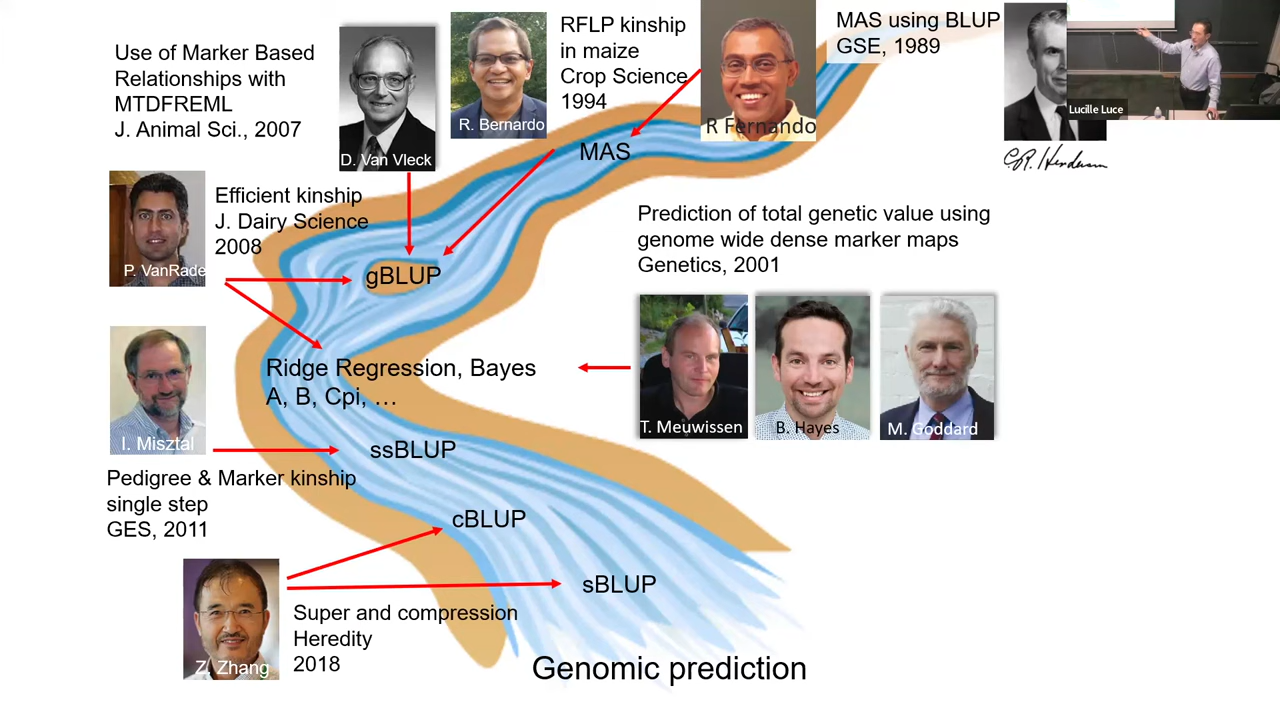 Use of Marker Based
Relationships with
MTDFREML
J. Animal Sci., 2007
D. Van Vleck
R. Bernardo
RFLP kinship
in maize
Crop Science
1994
R Fernando
MAS using BLUP
GSE, 1989
Lucille Luce
C.R. Henderson
MAS
P. VanRade
Efficient kinship
J. Dairy Science
2008
gBLUP
Prediction of total genetic value using
genome wide dense marker maps
Genetics, 2001
T. Meuwissen
B. Hayes
M. Goddard
Ridge Regression, Bayes
A, B, Cpi, …
I. Misztal
ssBLUP
Pedigree & Marker kinship
single step
GES, 2011
cBLUP
sBLUP
Z. Zhang
Super and compression
Heredity
2018
Genomic prediction